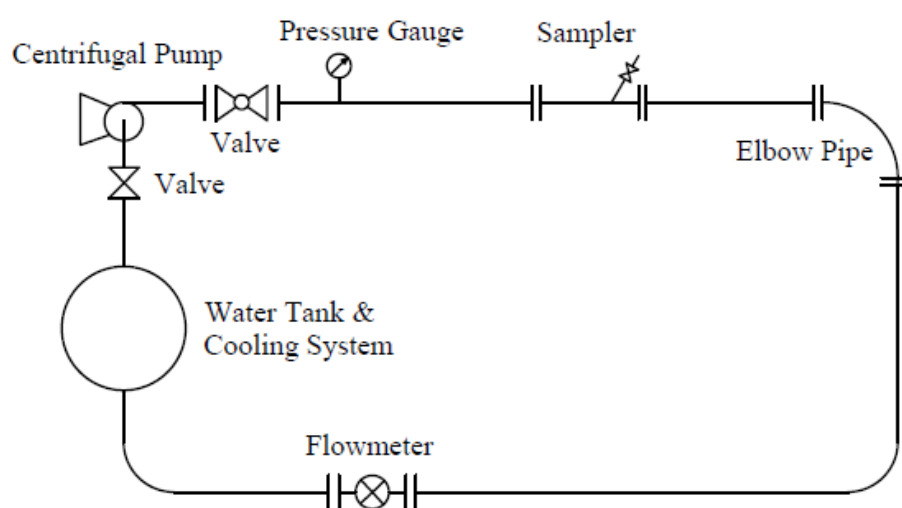 Pressure Gauge
Sampler
Centrifugal Pump
Valve
Elbow Pipe
Valve
Water Tank &
Cooling System
Flowmeter